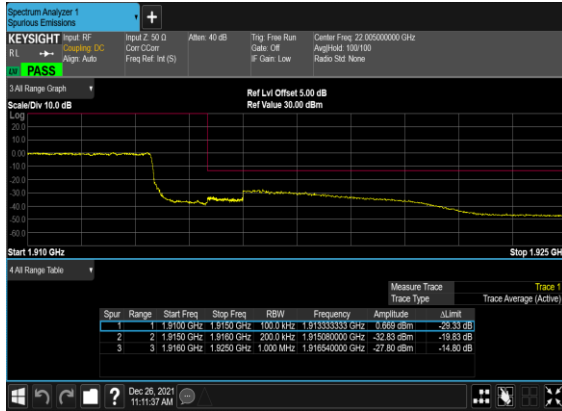 Spectrum Analyzer 1
Spurious Emissions
+
KEYSIGHT Input: RF Input Z: 50 Ω Atten: 40 dB Trig: Free Run Center Freq: 22.005000000 GHz
RL Coupling: DC Corr CCorr Gate: Off Avg|Hold: 100/100
Align: Auto Freq Ref: Int (S) IF Gain: Low Radio Std: None
PASS
3 All Range Graph
Ref Lvl Offset 5.00 dB
Scale/Div 10.0 dB Ref Value 30.00 dBm
Log
20.0
10.0
0.00
-10.0
-20.0
-30.0
-40.0
-50.0
-60.0
Start 1.910 GHz Stop 1.925 GH
4 All Range Table
Measure Trace Trace 1
Trace Type Trace Average (Active)
Spur Range Start Freq Stop Freq RBW Frequency Amplitude ΔLimit
1 1 1.9100 GHz 1.9150 GHz 100.0 kHz 1.913333333 GHz 0.669 dBm -29.33 dB
2 2 1.9150 GHz 1.9160 GHz 200.0 kHz 1.915080000 GHz -32.83 dBm -19.83 dB
3 3 1.9160 GHz 1.9250 GHz 1.000 MHz 1.916540000 GHz -27.80 dBm -14.80 dB
? Dec 26, 2021
11:11:37 AM